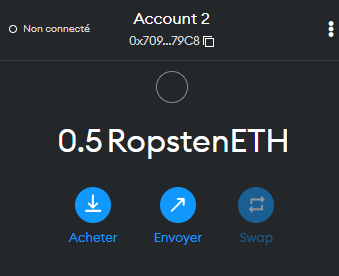 Account 2
Non connecté
0x709...79C8
0.5 RopstenETH
Acheter
Envoyer
Swap